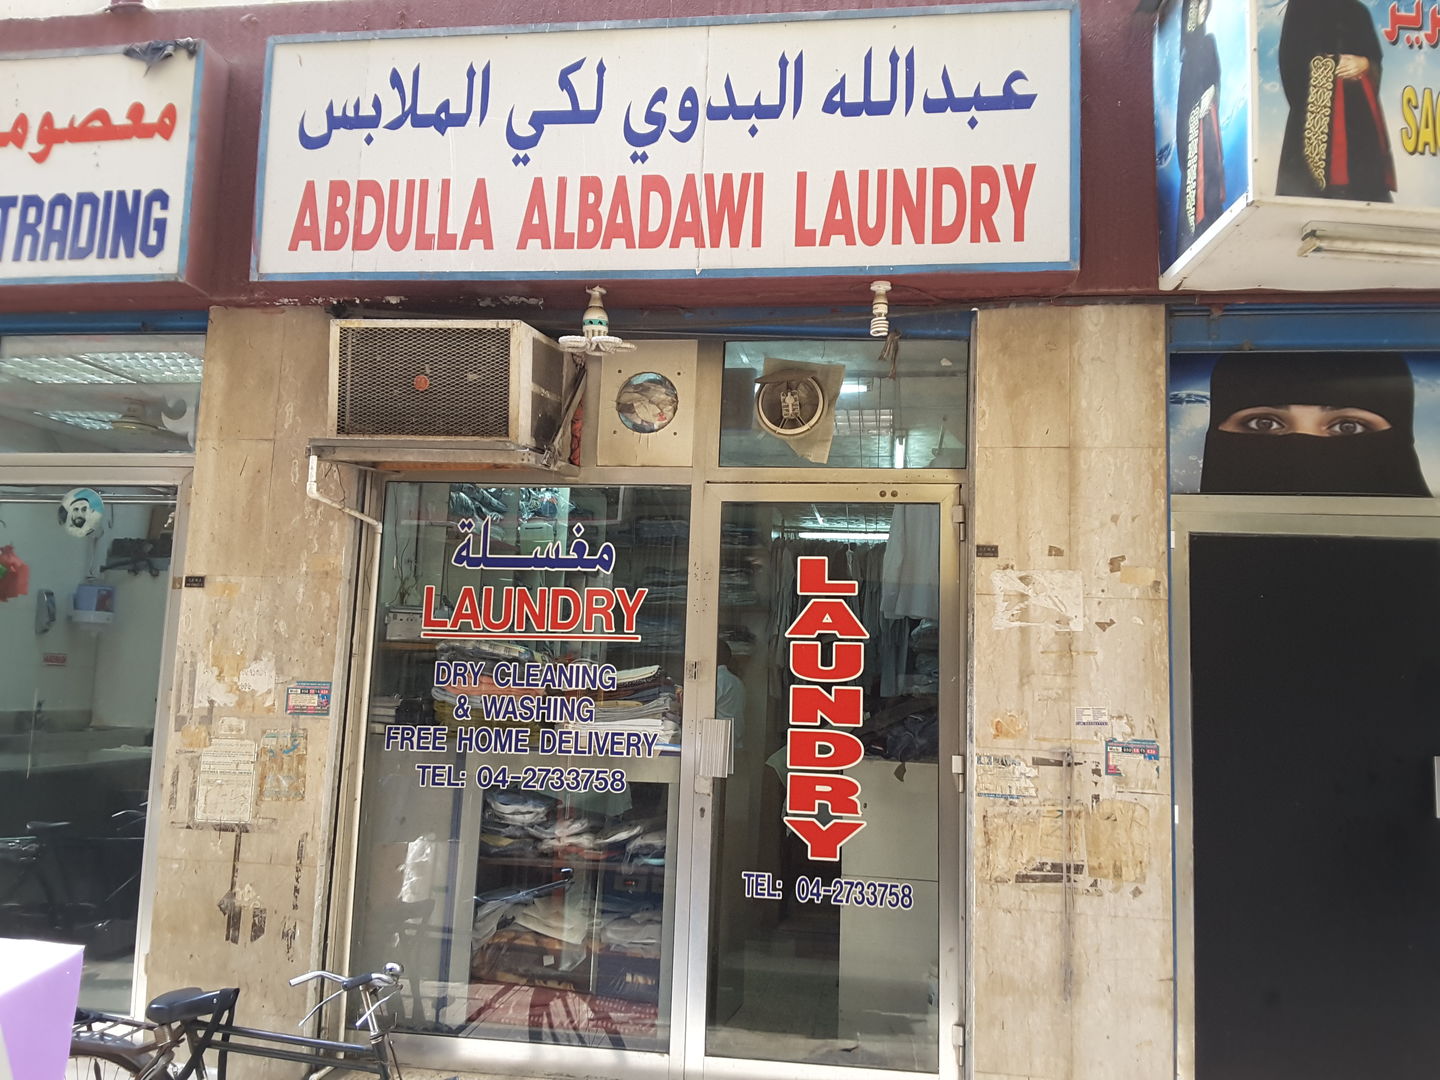 معصومـ
TRADING
عبدالله البدوي لكي الملابس
ABDULLA ALBADAWI LAUNDRY
مغسلة
LAUNDRY
DRY CLEANING
& WASHING
FREE HOME DELIVERY
TEL: 04-2733758
LAUNDRY
TEL: 04-2733758